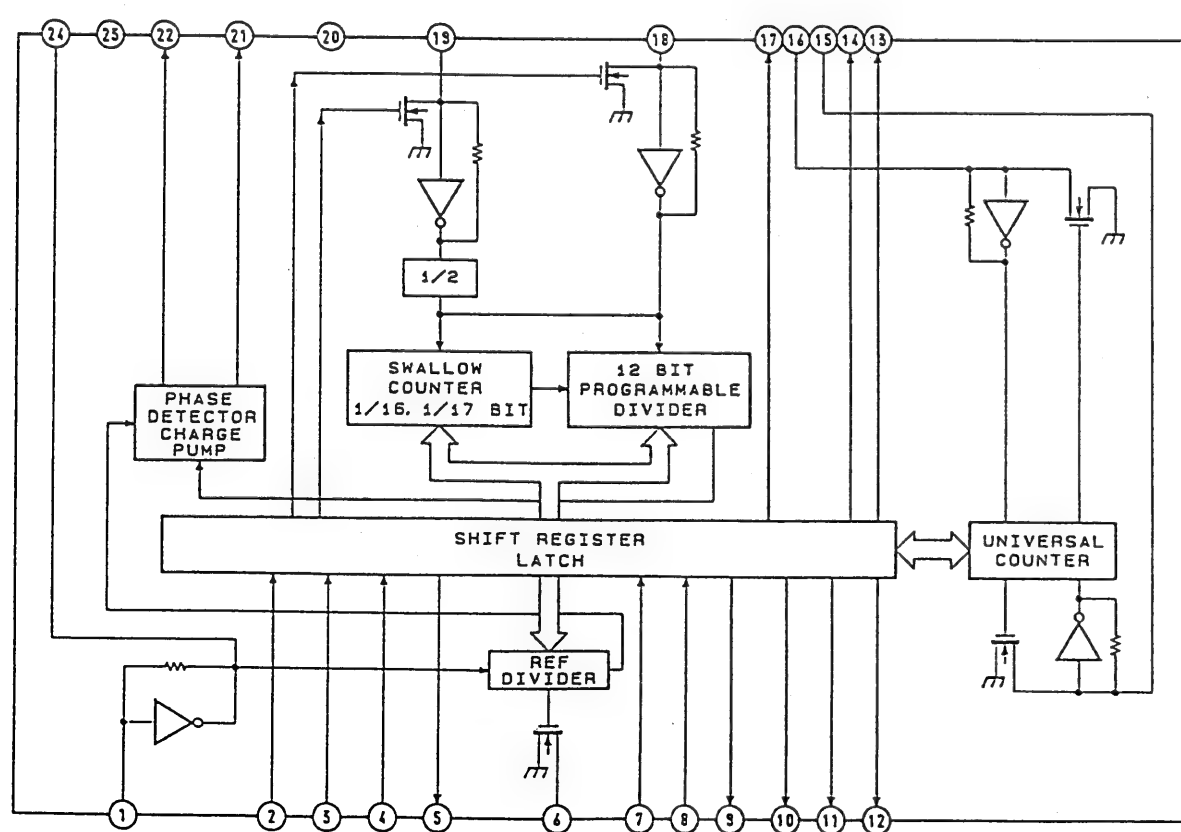 24 23 22 21 20 19 18 17 16 15 14 13
1/2
SWALLOW
COUNTER
1/16. 1/17 BIT
12 BIT
PROGRAMMABLE
DIVIDER
PHASE
DETECTOR
CHARGE
PUMP
SHIFT REGISTER
LATCH
UNIVERSAL
COUNTER
REF
DIVIDER
1 2 3 4 5 6 7 8 9 10 11 12